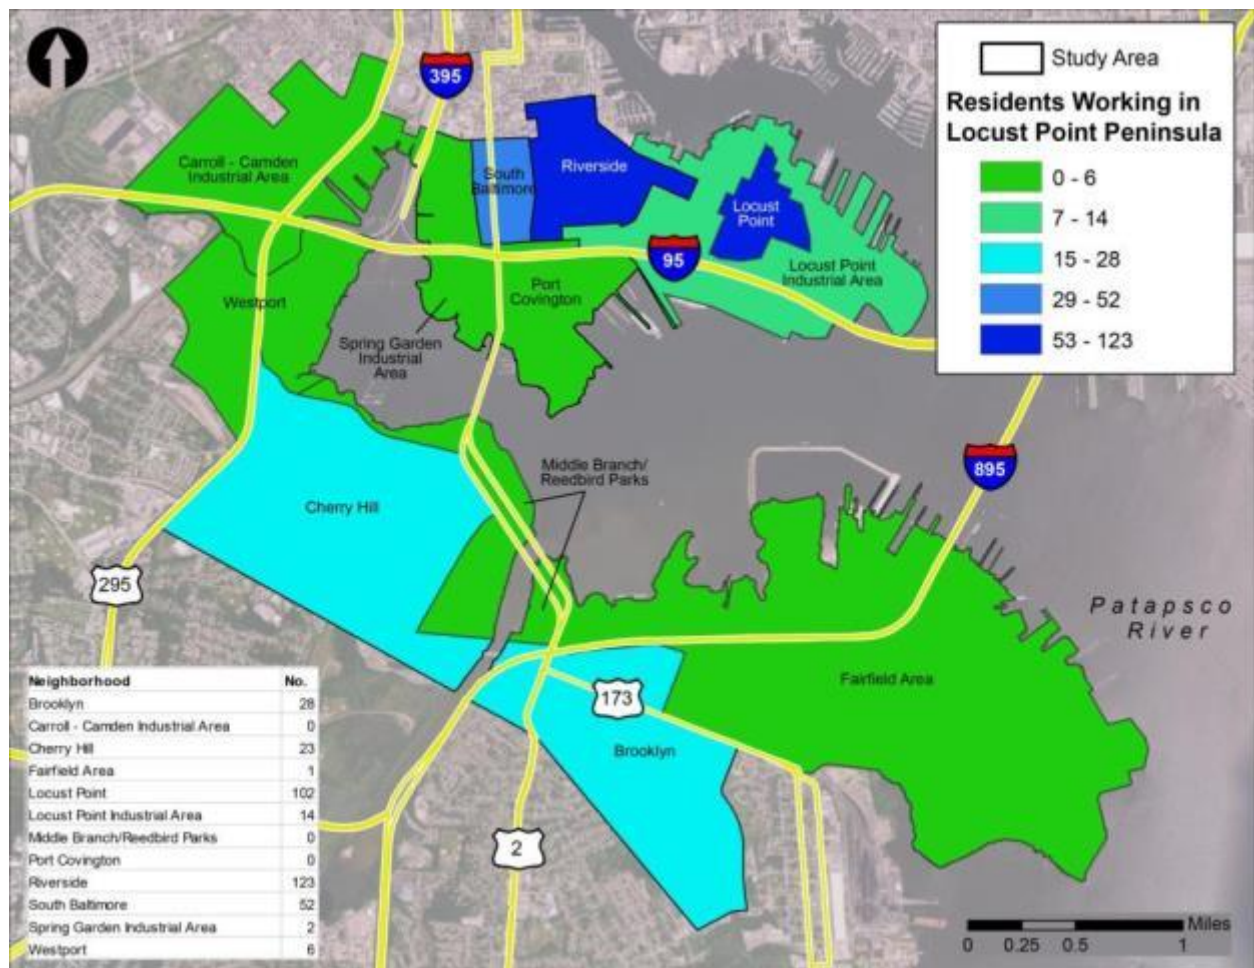 395
Study Area
Residents Working in
Locust Point Peninsula
0 - 6
7 - 14
15 - 28
29 - 52
53 - 123
Carroll - Camden
Industrial Area
South
Baltimore
Riverside
Locust
Point
95
Locust Point
Industrial Area
Westport
Port
Covington
Spring Garden
Industrial
Area
895
Middle Branch/
Reedbird Parks
Cherry Hill
295
Patapsco
River
Fairfield Area
173
Brooklyn
2
Neighborhood No.
Brooklyn 28
Carroll - Camden Industrial Area 0
Cherry Hill 23
Fairfield Area 1
Locust Point 102
Locust Point Industrial Area 14
Middle Branch/Reedbird Parks 0
Port Covington 0
Riverside 123
South Baltimore 52
Spring Garden Industrial Area 2
Westport 6
Miles
0 0.25 0.5 1